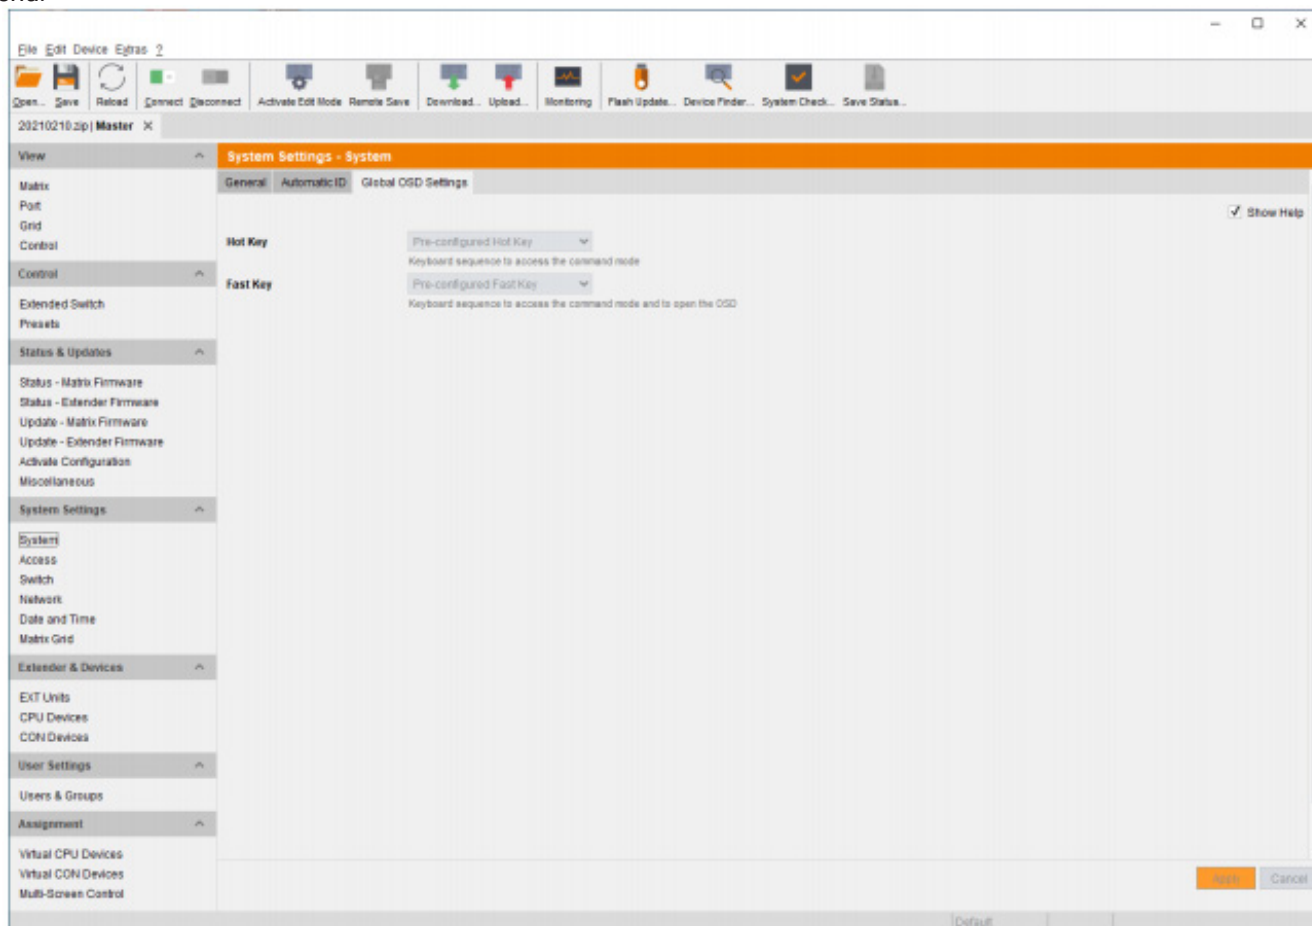 File Edit Device Extras ?
Open... Save Reload Connect Disconnect Activate Edit Mode Remote Save Download... Upload... Monitoring Flash Update... Device Finder... System Check... Save Status...
20210210.zip | Master
View
Matrix
Port
Grid
Control
Control
Extended Switch
Presets
Status & Updates
Status - Matrix Firmware
Status - Extender Firmware
Update - Matrix Firmware
Update - Extender Firmware
Activate Configuration
Miscellaneous
System Settings
System
Access
Switch
Network
Date and Time
Matrix Grid
Extender & Devices
EXT Units
CPU Devices
CON Devices
User Settings
Users & Groups
Assignment
Virtual CPU Devices
Virtual CON Devices
Multi-Screen Control
System Settings - System
General Automatic ID Global OSD Settings
Show Help
Hot Key Pre-configured Hot Key
Keyboard sequence to access the command mode
Fast Key Pre-configured Fast Key
Keyboard sequence to access the command mode and to open the OSD
Apply Cancel
Default